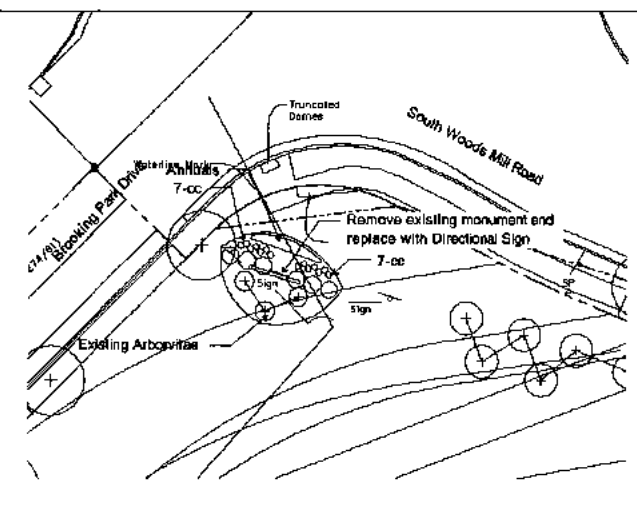 Truncated
Domes
South Woods Mill Road
Annuals
7-cc
Brooking Park Drive
Remove existing monument and
replace with Directional Sign
7-cc
Sign
Sign
Existing Arborvitae